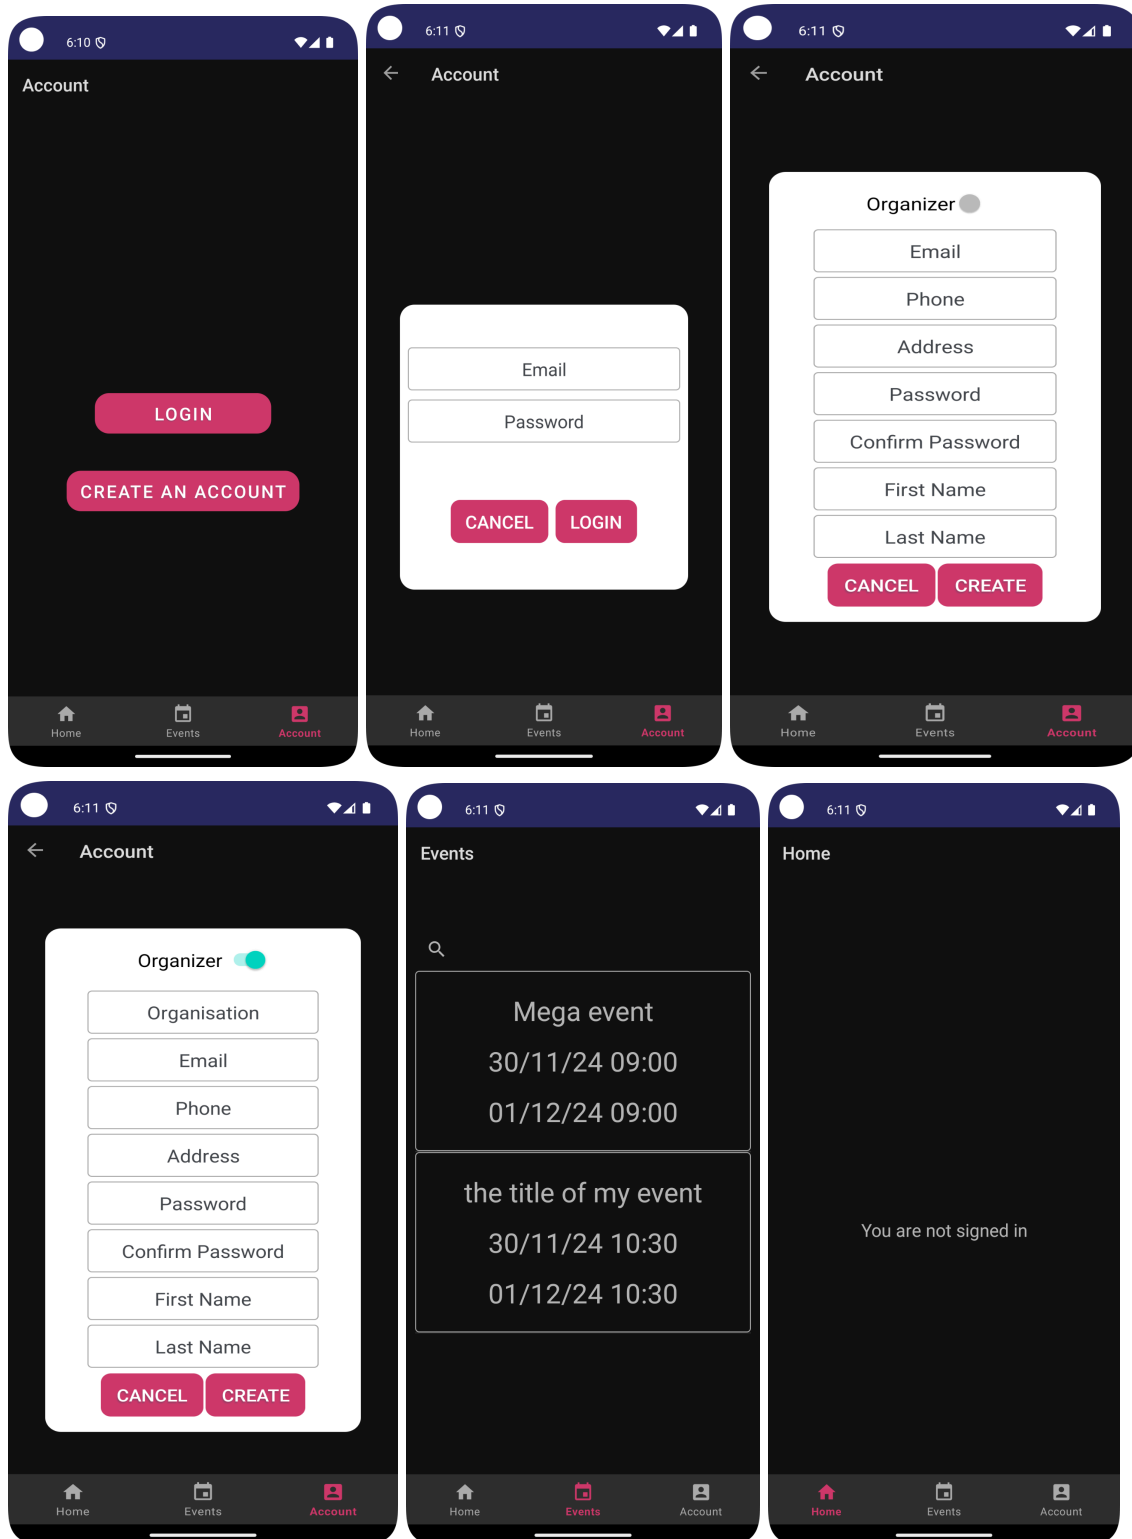 6:10
Account
LOGIN
CREATE AN ACCOUNT
Home Events Account
6:11
Account
Email
Password
CANCEL LOGIN
Home Events Account
6:11
Account
Organizer
Email
Phone
Address
Password
Confirm Password
First Name
Last Name
CANCEL CREATE
Home Events Account
6:11
Account
Organizer
Organisation
Email
Phone
Address
Password
Confirm Password
First Name
Last Name
CANCEL CREATE
Home Events Account
6:11
Events
Mega event
30/11/24 09:00
01/12/24 09:00
the title of my event
30/11/24 10:30
01/12/24 10:30
Home Events Account
6:11
Home
You are not signed in
Home Events Account